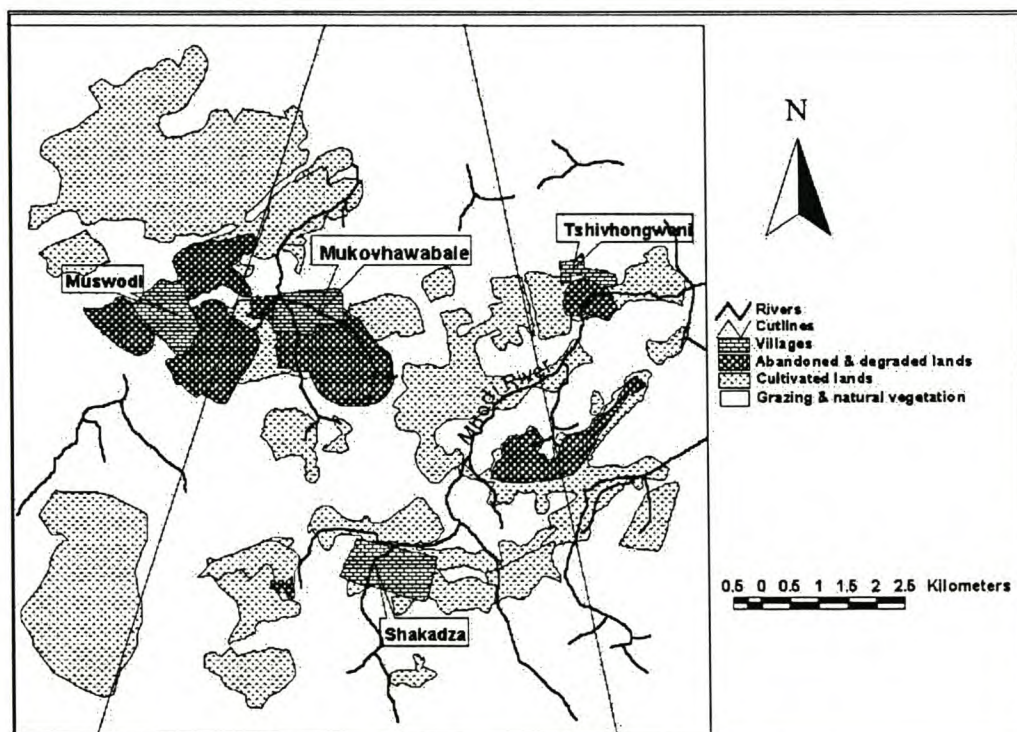 N
Tshivhongweni
Mukovhawabale
Muswodi
Rivers
Cutlines
Villages
Abandoned & degraded lands
Cultivated lands
Grazing & natural vegetation
River
0.5 0 0.5 1 1.5 2 2.5 Kilometers
Shakadza